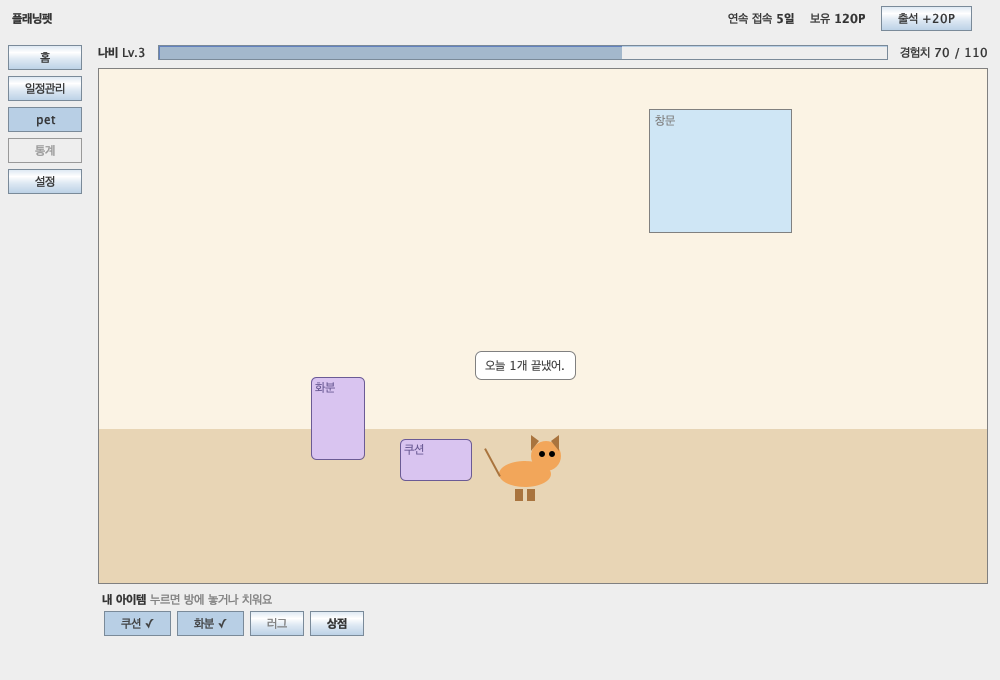 플래닝펫
연속 접속 5일 보유 120P 출석 +20P
홈
일정관리
pet
통계
설정
나비 Lv.3 경험치 70 / 110
창문
오늘 1개 끝냈어.
화분
쿠션
내 아이템 누르면 방에 놓거나 치워요
쿠션 ✓ 화분 ✓ 러그 상점